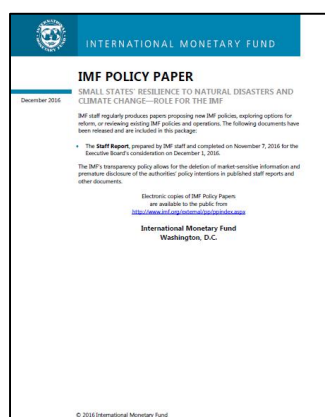 INTERNATIONAL MONETARY FUND
IMF POLICY PAPER
SMALL STATES' RESILIENCE TO NATURAL DISASTERS AND
December 2016
CLIMATE CHANGE—ROLE FOR THE IMF
IMF staff regularly produces papers proposing new IMF policies, exploring options for
reform, or reviewing existing IMF policies and operations. The following documents have
been released and are included in this package:
• The Staff Report, prepared by IMF staff and completed on November 7, 2016 for the
Executive Board's consideration on December 1, 2016.
The IMF's transparency policy allows for the deletion of market-sensitive information and
premature disclosure of the authorities' policy intentions in published staff reports and
other documents.
Electronic copies of IMF Policy Papers
are available to the public from
http://www.imf.org/external/pp/ppindex.aspx
International Monetary Fund
Washington, D.C.
© 2016 International Monetary Fund